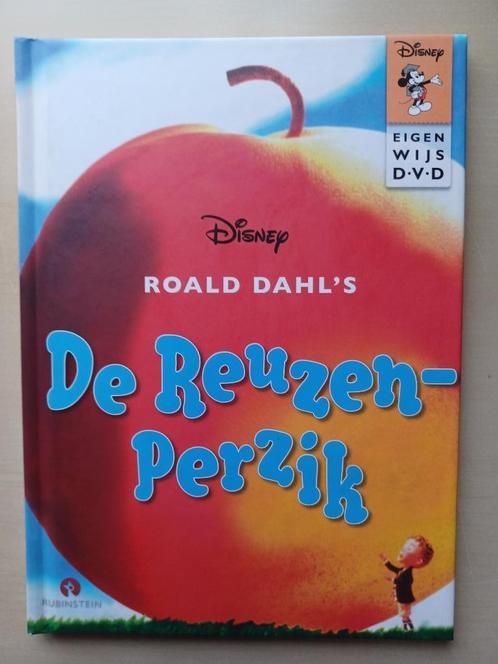 Disney
EIGEN
WIJS
D·V·D
Disney
ROALD DAHL'S
De Reuzen-
perzik
RUBINSTEIN